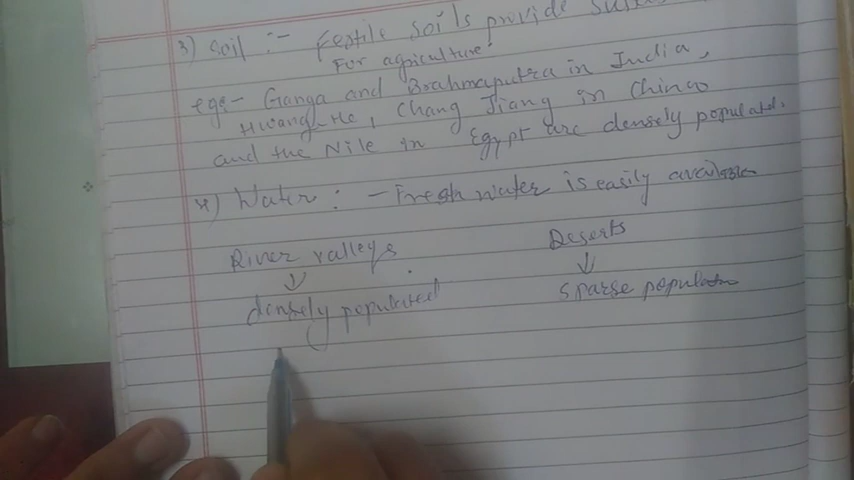 3) Soil :- Fertile Soils provide
For agriculture.
egs- Ganga and Brahmaputra in India,
Hwang-He, Chang Jiang in China
and the Nile in Egypt are densely populated.
4) Water : - Fresh water is easily available
River valleys
Deserts
↓
↓
densely populated
sparse population